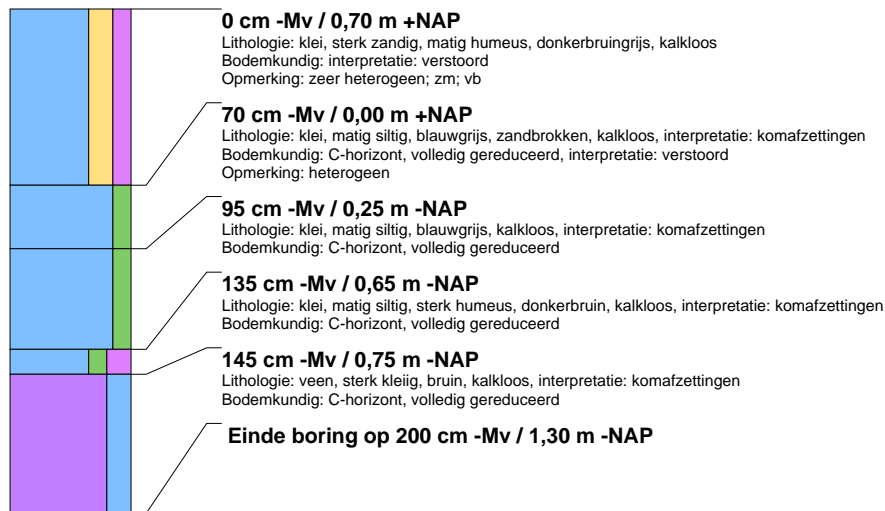 0 cm -Mv / 0,70 m +NAP
Lithologie: klei, sterk zandig, matig humeus, donkerbruingrijs, kalkloos
Bodemkundig: interpretatie: verstoord
Opmerking: zeer heterogeen; zm; vb
70 cm -Mv / 0,00 m +NAP
Lithologie: klei, matig siltig, blauwgrijs, zandbrokken, kalkloos, interpretatie: komafzettingen
Bodemkundig: C-horizont, volledig gereduceerd, interpretatie: verstoord
Opmerking: heterogeen
95 cm -Mv / 0,25 m -NAP
Lithologie: klei, matig siltig, blauwgrijs, kalkloos, interpretatie: komafzettingen
Bodemkundig: C-horizont, volledig gereduceerd
135 cm -Mv / 0,65 m -NAP
Lithologie: klei, matig siltig, sterk humeus, donkerbruin, kalkloos, interpretatie: komafzettingen
Bodemkundig: C-horizont, volledig gereduceerd
145 cm -Mv / 0,75 m -NAP
Lithologie: veen, sterk kleiig, bruin, kalkloos, interpretatie: komafzettingen
Bodemkundig: C-horizont, volledig gereduceerd
Einde boring op 200 cm -Mv / 1,30 m -NAP